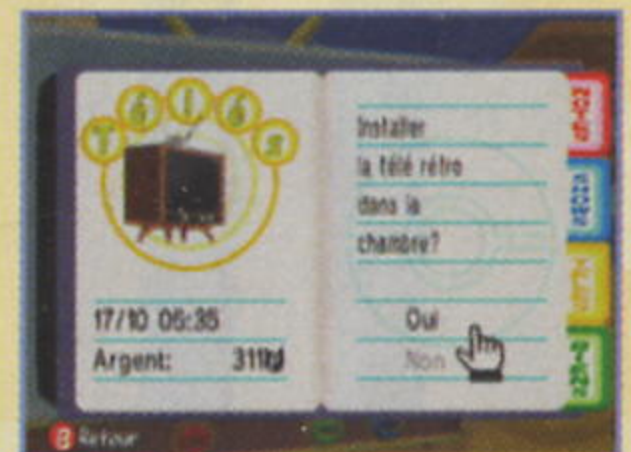 Télés
Installer
la télé rétro
dans la
chambre?
17/10 05:35
Oui
Argent: 311
Non
B Retour